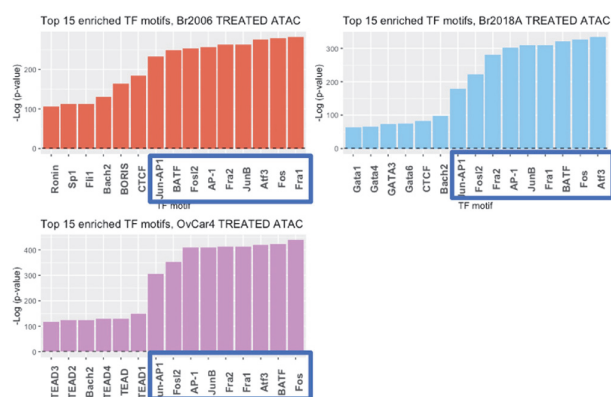 Top 15 enriched TF motifs, Br2006 TREATED ATAC
-Log (p-value)
200
100
0
Ronin
Sp1
Fli1
Bach2
BORIS
CTCF
Jun-AP1
BATF
Fosl2
AP-1
Fra2
JunB
Atf3
Fos
Fra1
TF motif
Top 15 enriched TF motifs, Br2018A TREATED ATAC
-Log (p-value)
300
200
100
0
Gata1
Gata4
GATA3
Gata6
CTCF
Bach2
Jun-AP1
Fosl2
Fra2
AP-1
JunB
Fra1
BATF
Fos
Atf3
TF motif
Top 15 enriched TF motifs, OvCar4 TREATED ATAC
-Log (p-value)
400
300
200
100
0
TEAD3
TEAD2
Bach2
TEAD4
TEAD
TEAD1
Jun-AP1
Fosl2
AP-1
JunB
Fra2
Fra1
Atf3
BATF
Fos